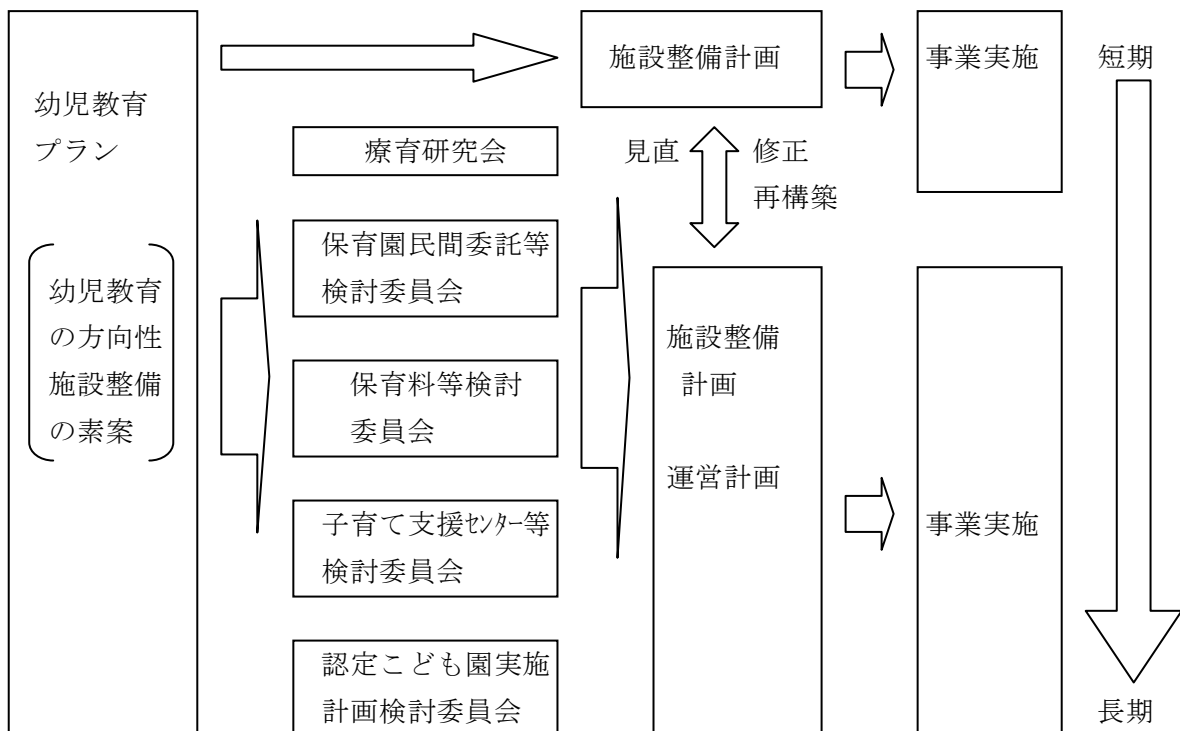 幼児教育
プラン
幼児教育
の方向性
施設整備
の素案
療育研究会
保育園民間委託等
検討委員会
保育料等検討
委員会
子育て支援ｾﾝﾀｰ等
検討委員会
認定こども園実施
計画検討委員会
施設整備計画
見直
修正
再構築
施設整備
計画
運営計画
事業実施
事業実施
短期
長期